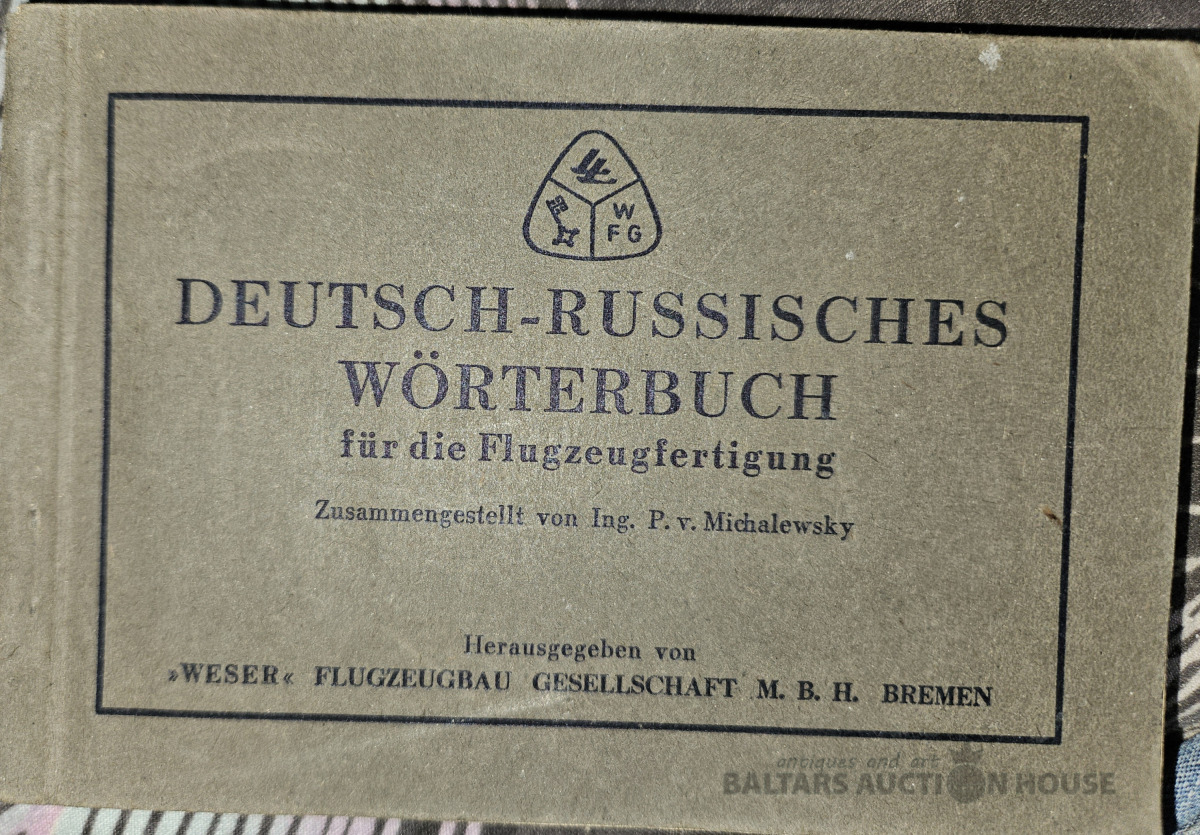 W
F G
DEUTSCH-RUSSISCHES
WÖRTERBUCH
für die Flugzeugfertigung
Zusammengestellt von Ing. P. v. Michalewsky
Herausgegeben von
»WESER« FLUGZEUGBAU GESELLSCHAFT M. B. H. BREMEN
antiques and art
BALTARS AUCTION HOUSE